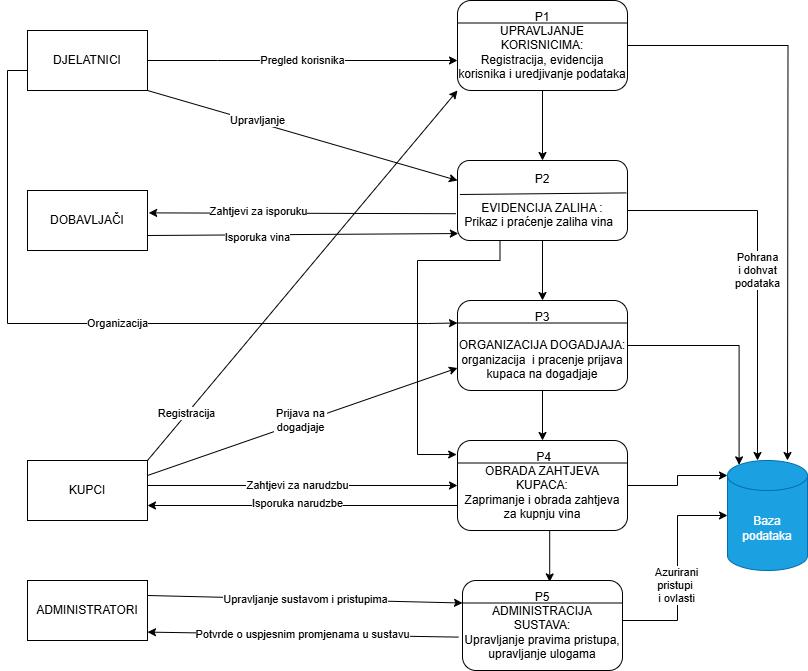 P1
UPRAVLJANJE
KORISNICIMA:
Registracija, evidencija
korisnika i uredjivanje podataka
DJELATNICI
Pregled korisnika
Upravljanje
P2
EVIDENCIJA ZALIHA :
Prikaz i praćenje zaliha vina
DOBAVLJAČI
Zahtjevi za isporuku
Isporuka vina
Pohrana
i dohvat
podataka
Organizacija
P3
ORGANIZACIJA DOGADJAJA:
organizacija i pracenje prijava
kupaca na dogadjaje
Registracija
Prijava na
dogadjaje
P4
OBRADA ZAHTJEVA
KUPACA:
Zaprimanje i obrada zahtjeva
za kupnju vina
KUPCI
Zahtjevi za narudzbu
Isporuka narudzbe
Baza
podataka
Azurirani
pristupi
i ovlasti
P5
ADMINISTRACIJA
SUSTAVA:
Upravljanje pravima pristupa,
upravljanje ulogama
ADMINISTRATORI
Upravljanje sustavom i pristupima
Potvrde o uspjesnim promjenama u sustavu